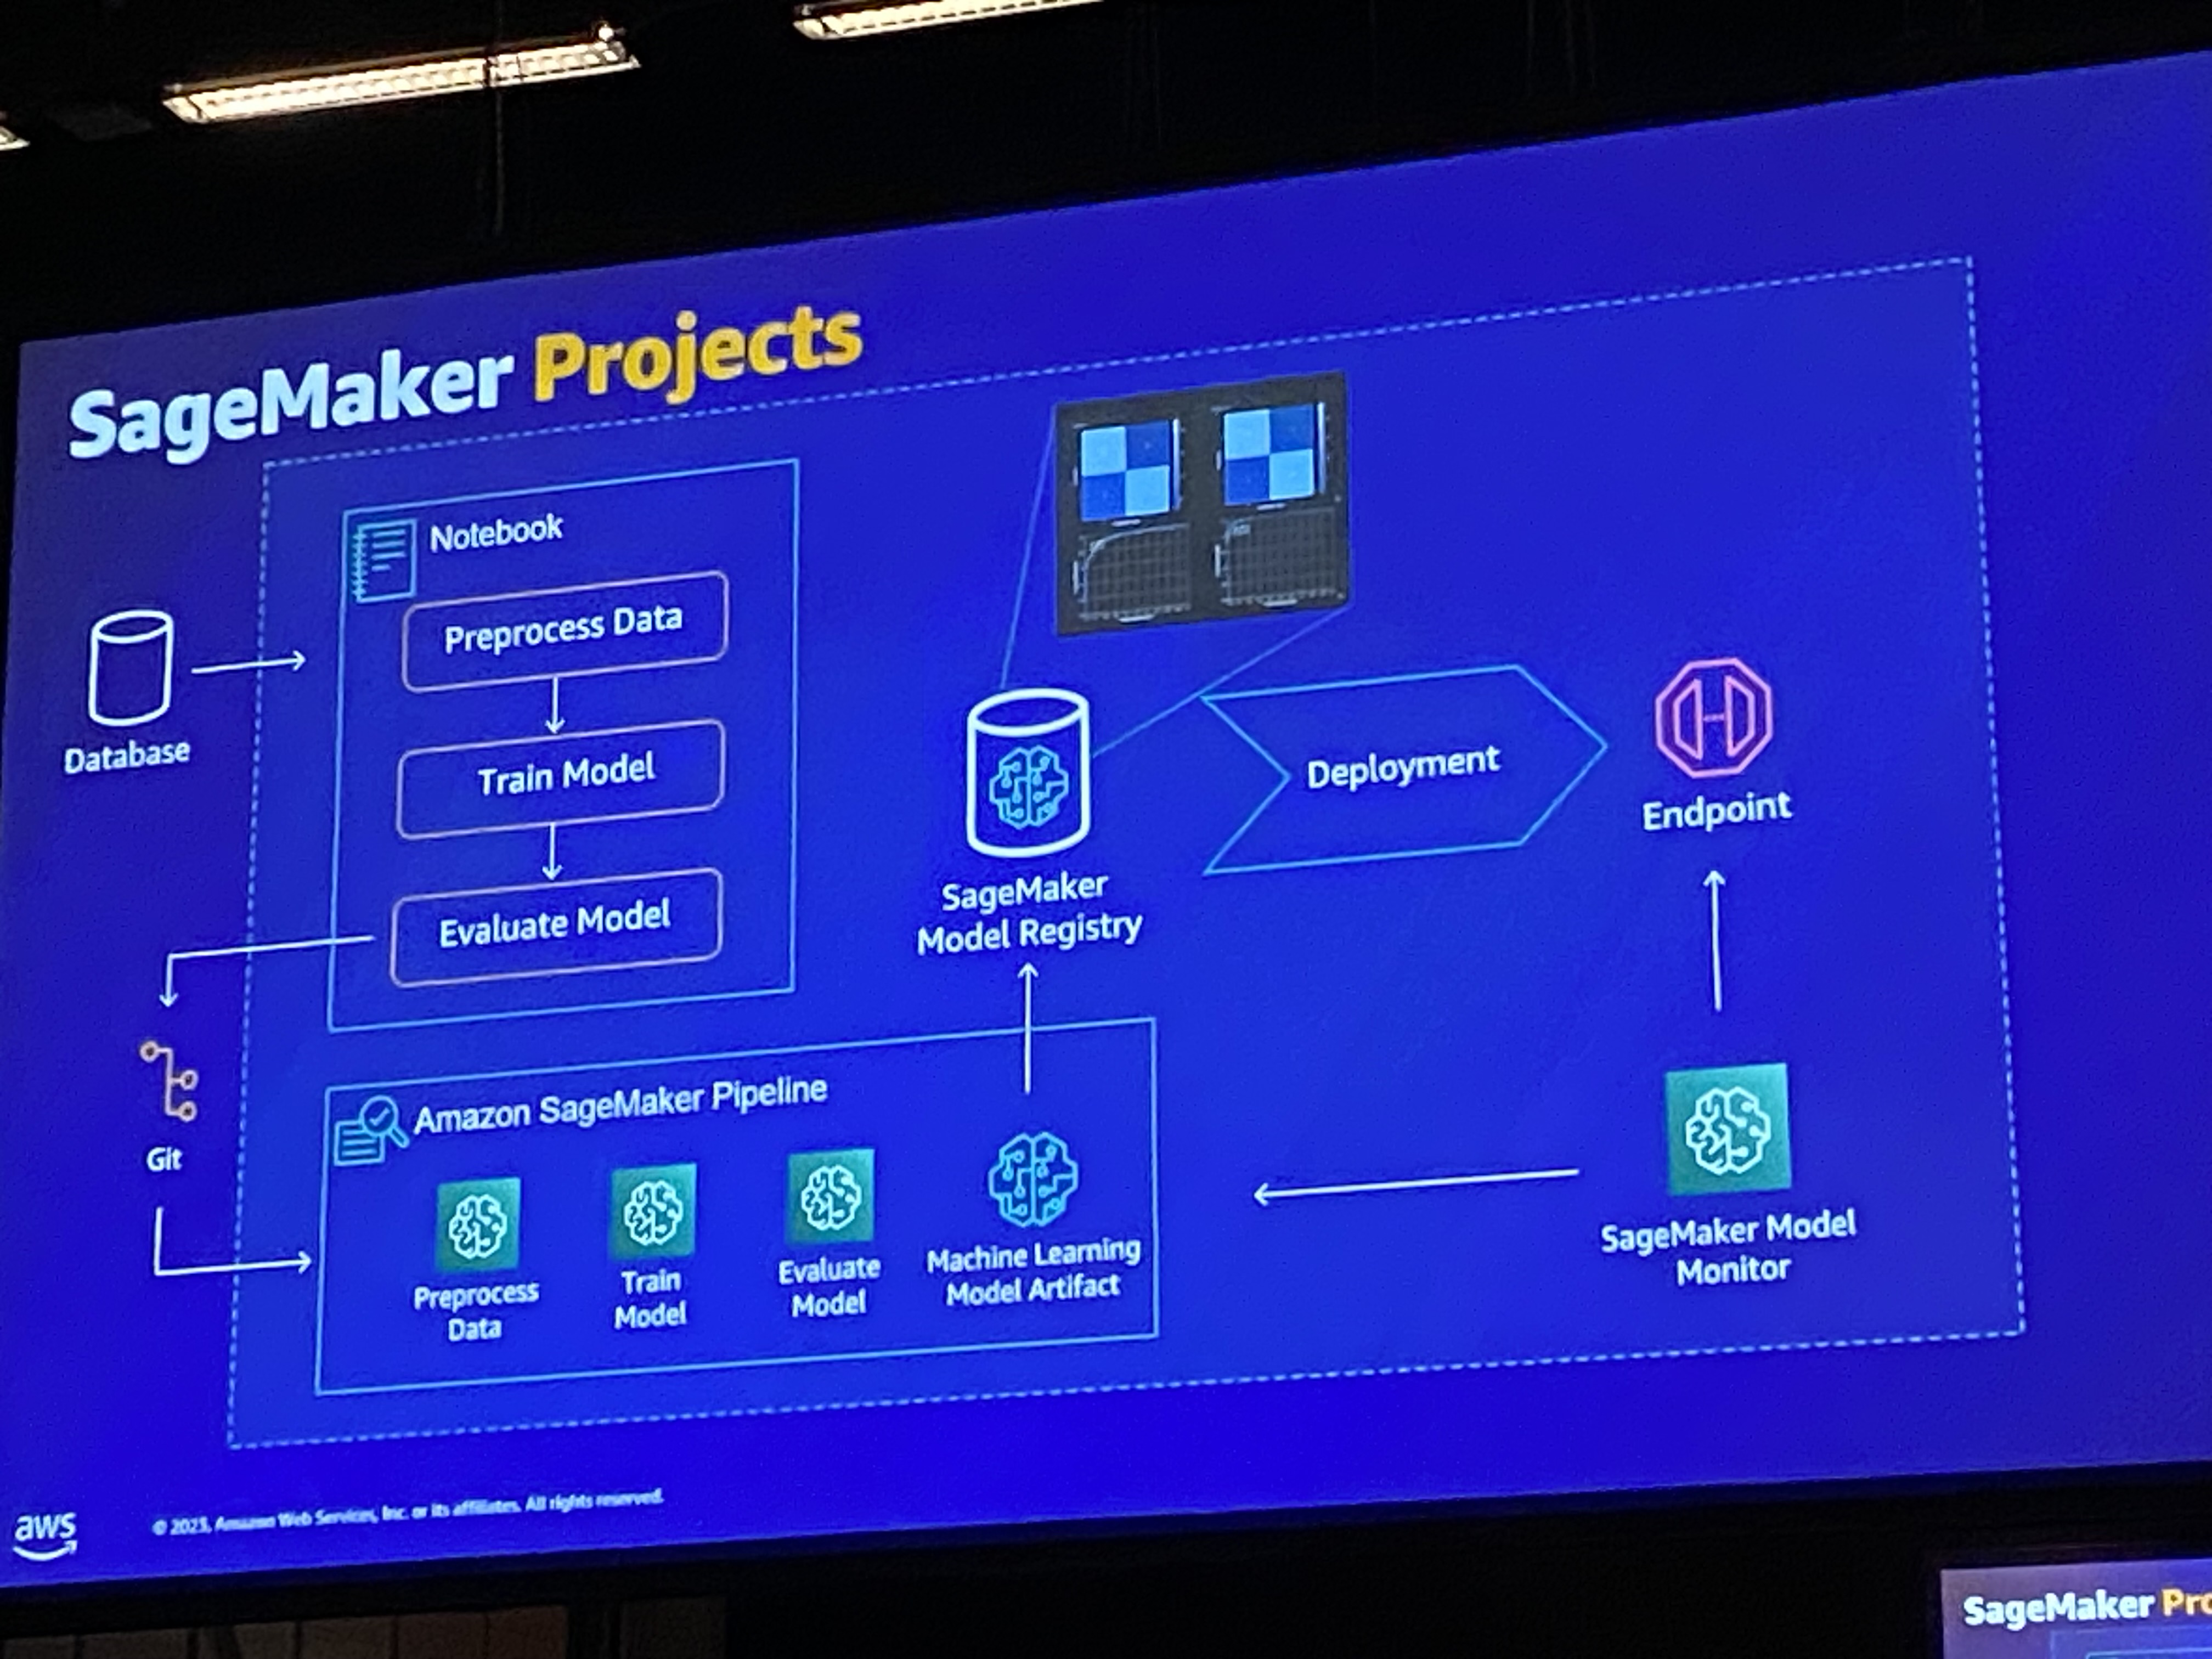 SageMaker Projects
Notebook
Preprocess Data
Train Model
Evaluate Model
Database
Git
Amazon SageMaker Pipeline
Preprocess
Data
Train
Model
Evaluate
Model
Machine Learning
Model Artifact
SageMaker
Model Registry
Deployment
Endpoint
SageMaker Model
Monitor
aws
© 2023, Amazon Web Services, Inc. or its affiliates. All rights reserved.
SageMaker Pro